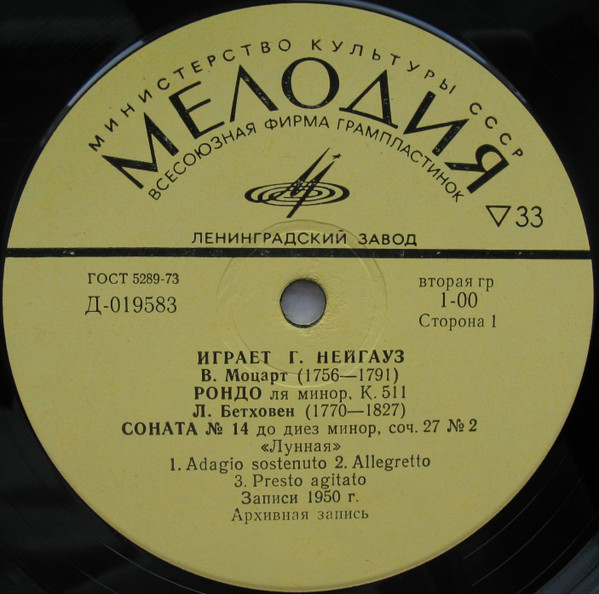 МИНИСТЕРСТВО КУЛЬТУРЫ СССР
МЕЛОДИЯ
ВСЕСОЮЗНАЯ ФИРМА ГРАМПЛАСТИНОК
▽33
ЛЕНИНГРАДСКИЙ ЗАВОД
ГОСТ 5289-73
Д-019583
вторая гр
1-00
Сторона 1
ИГРАЕТ Г. НЕЙГАУЗ
В. Моцарт (1756—1791)
РОНДО ля минор, К. 511
Л. Бетховен (1770—1827)
СОНАТА № 14 до диез минор, соч. 27 № 2
«Лунная»
1. Adagio sostenuto 2. Allegretto
3. Presto agitato
Записи 1950 г.
Архивная запись